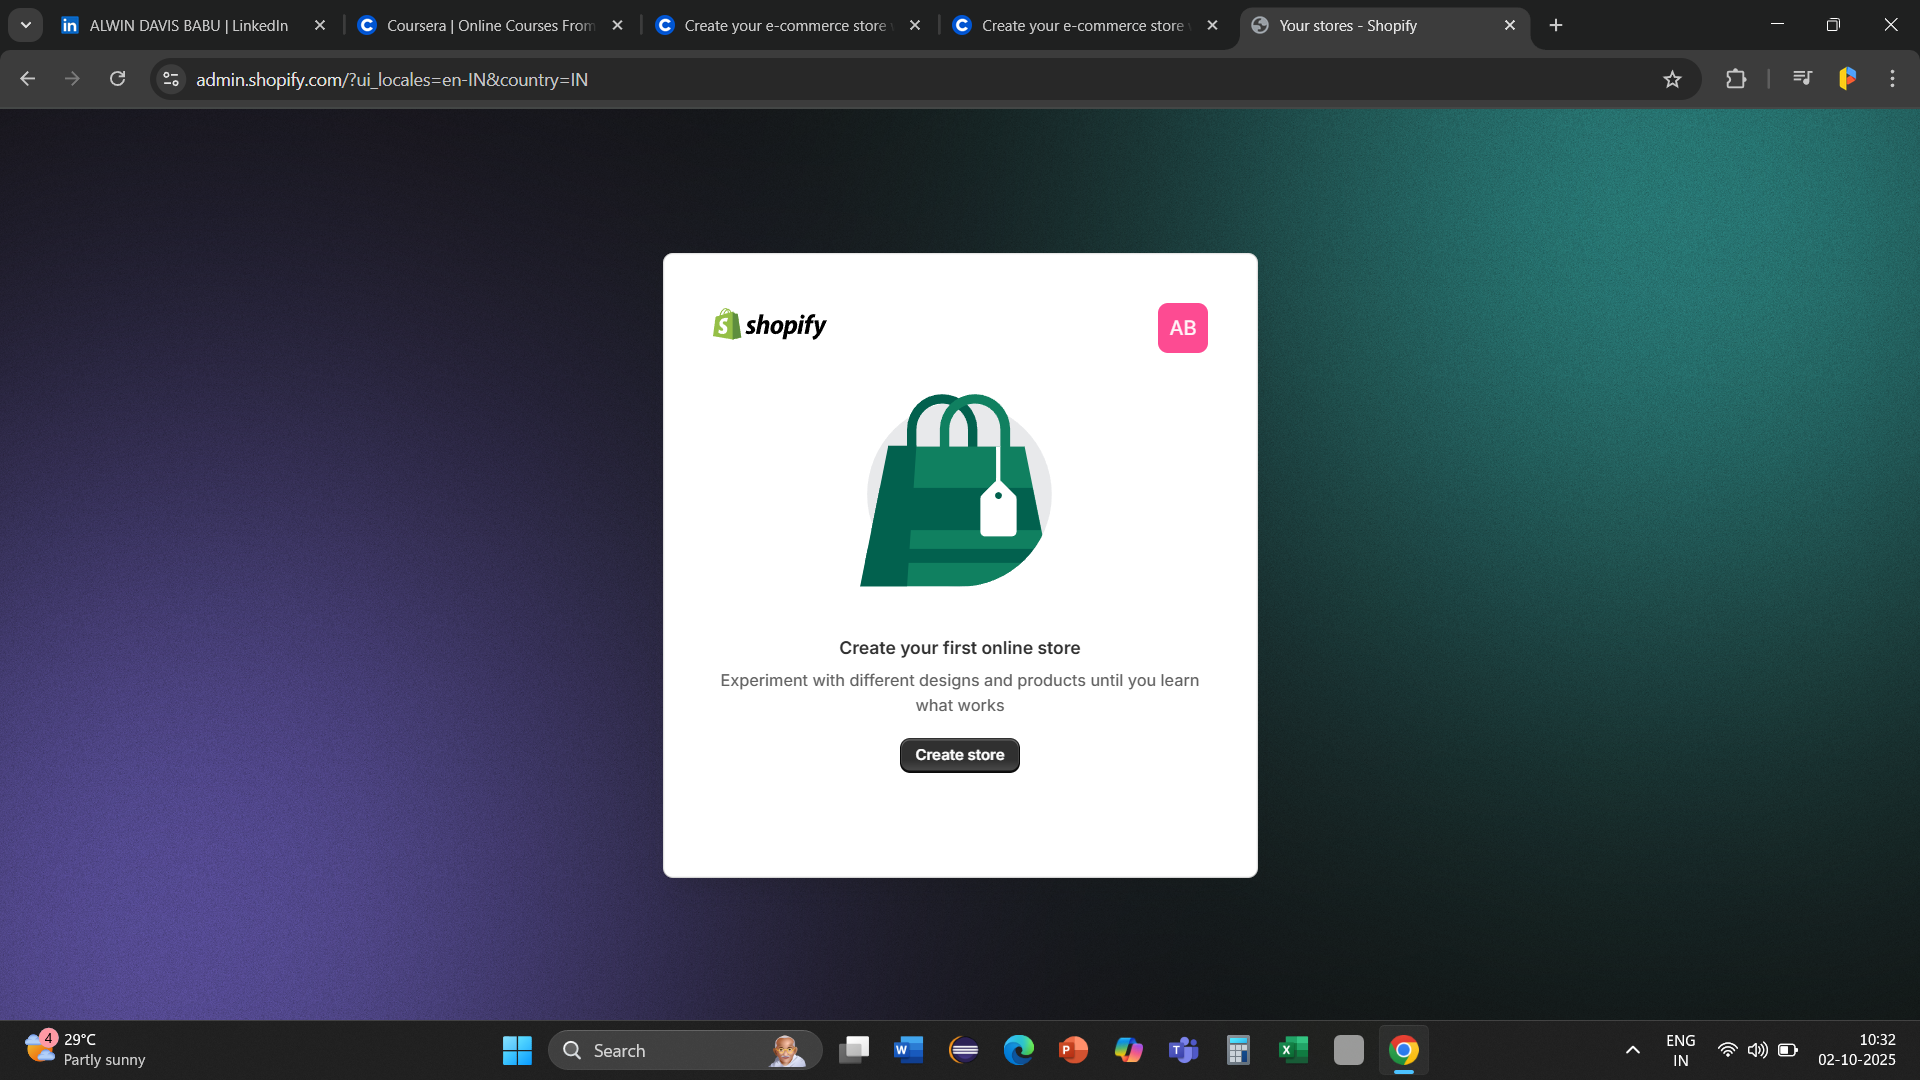 ALWIN DAVIS BABU | LinkedIn
Coursera | Online Courses From
Create your e-commerce store
Create your e-commerce store
Your stores - Shopify
admin.shopify.com/?ui_locales=en-IN&country=IN
shopify
AB
Create your first online store
Experiment with different designs and products until you learn
what works
Create store
4
29°C
Partly sunny
Search
ENG
IN
10:32
02-10-2025